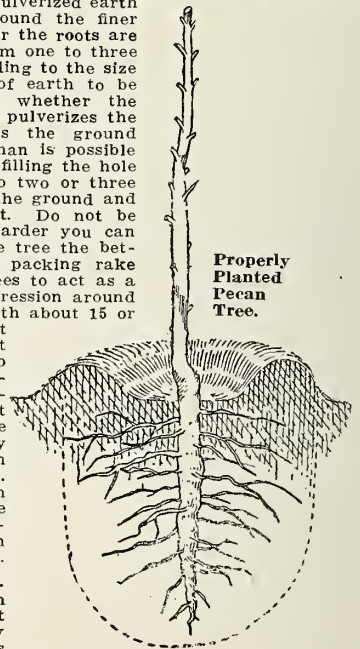 pulverized earth
ound the finer
r the roots are
m one to three
ling to the size
of earth to be
whether the
pulverizes the
s the ground
han is possible
filling the hole
o two or three
he ground and
t. Do not be
arder you can
e tree the bet-
packing rake
ees to act as a
ression around
th about 15 or
Properly
Planted
Pecan
Tree.